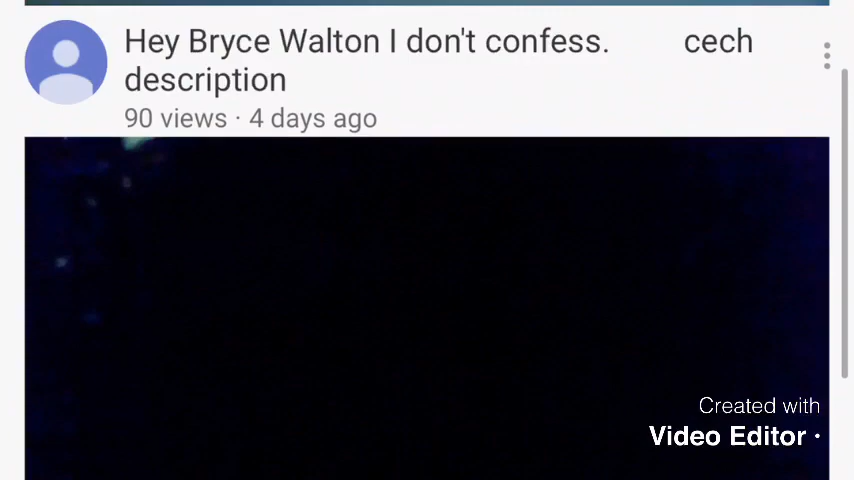 Hey Bryce Walton I don't confess. cech
description
90 views · 4 days ago
Created with
Video Editor ·